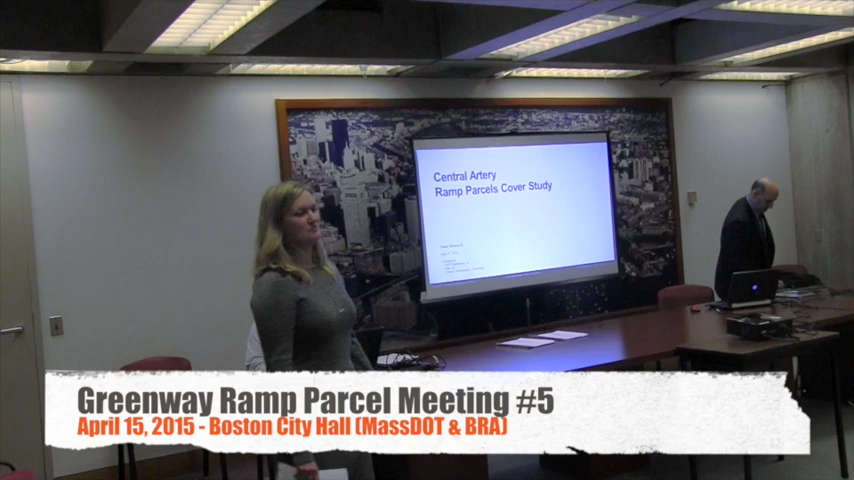 Central Artery
Ramp Parcels Cover Study
Greenway Ramp Parcel Meeting #5
April 15, 2015 - Boston City Hall (MassDOT & BRA)